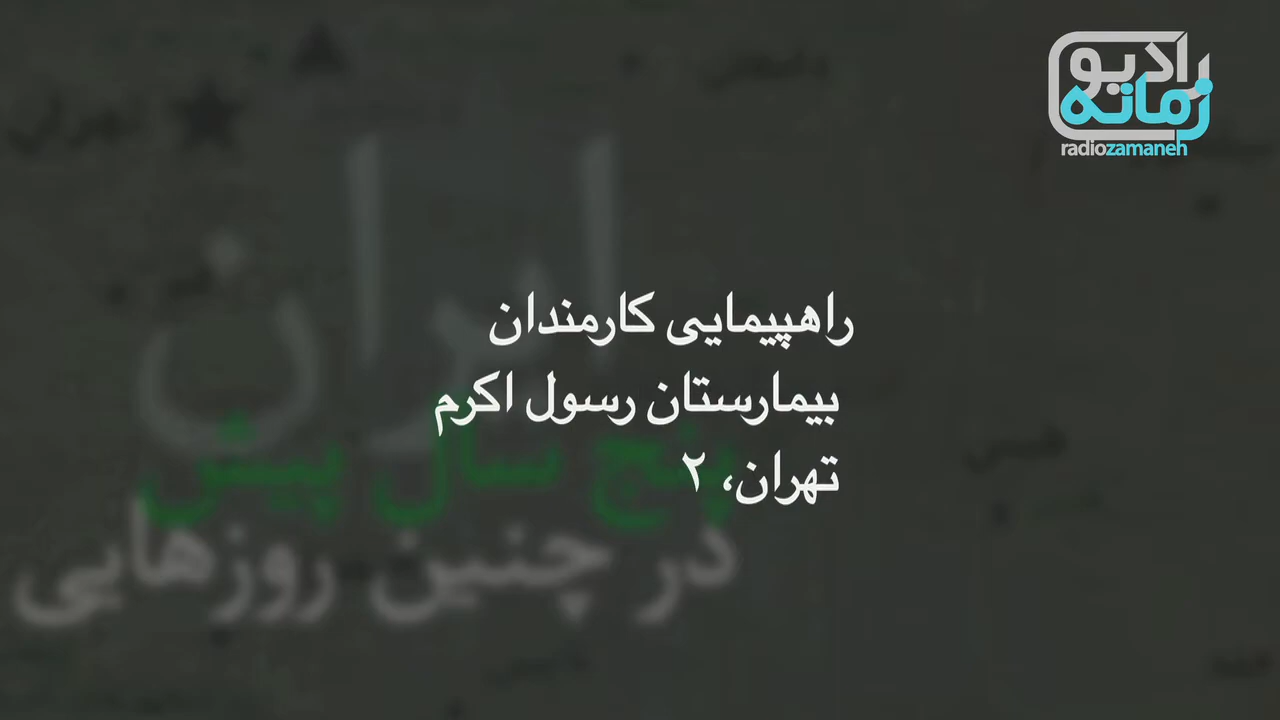 رادیو
زمانه
radiozamaneh
راهپیمایی کارمندان
بیمارستان رسول اکرم
تهران، ۲
ایران
پنج سال پیش
در چنین روزهایی